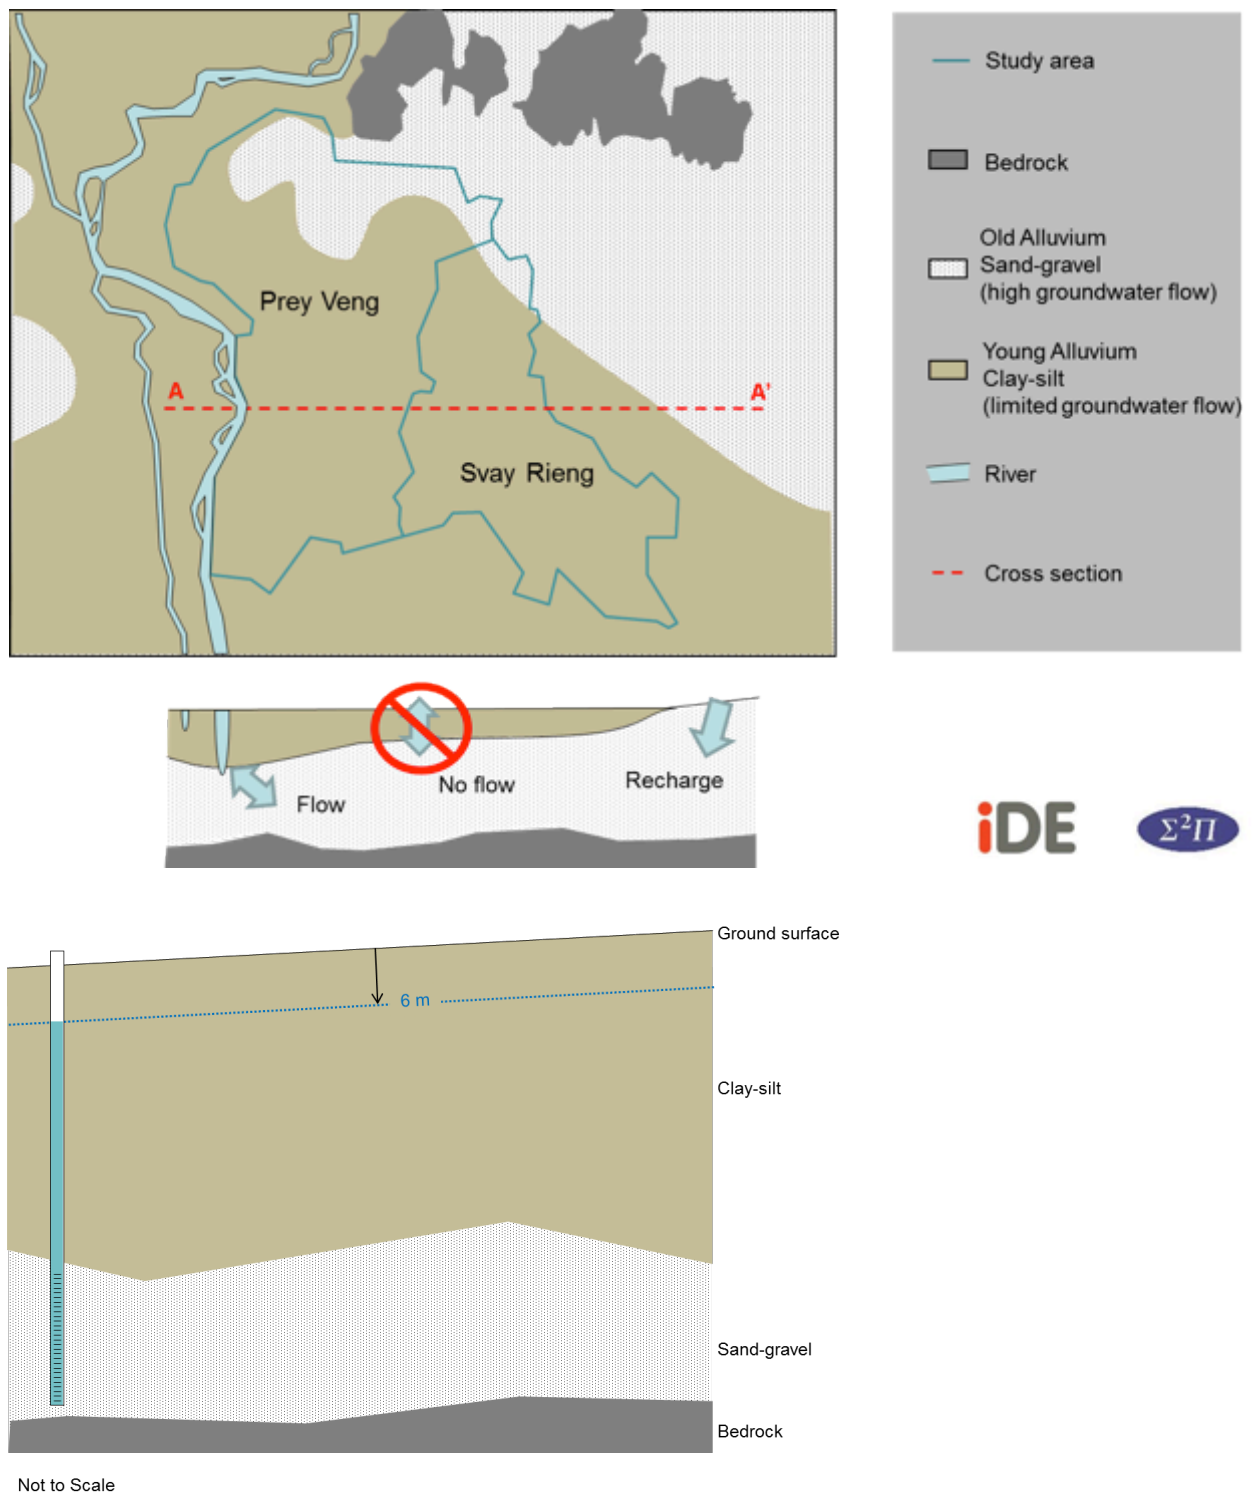 Prey Veng
A
A'
Svay Rieng
Study area
Bedrock
Old Alluvium
Sand-gravel
(high groundwater flow)
Young Alluvium
Clay-silt
(limited groundwater flow)
River
Cross section
Flow
No flow
Recharge
iDE
Σ²Π
Ground surface
6 m
Clay-silt
Sand-gravel
Bedrock
Not to Scale